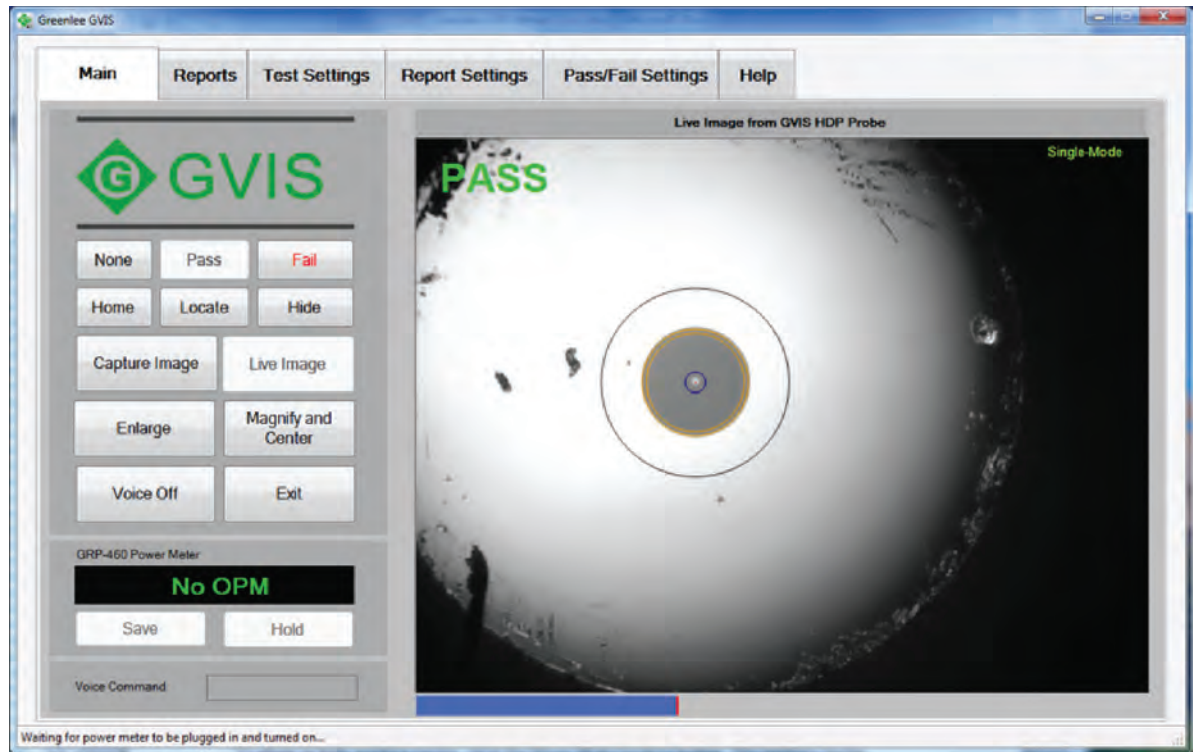 Greenlee GVIS
Main
Reports
Test Settings
Report Settings
Pass/Fail Settings
Help
G GVIS
None
Pass
Fail
Home
Locate
Hide
Capture Image
Live Image
Enlarge
Magnify and
Center
Voice Off
Exit
GRP-460 Power Meter
No OPM
Save
Hold
Voice Command
Live Image from GVIS HDP Probe
PASS
Single-Mode
Waiting for power meter to be plugged in and turned on...